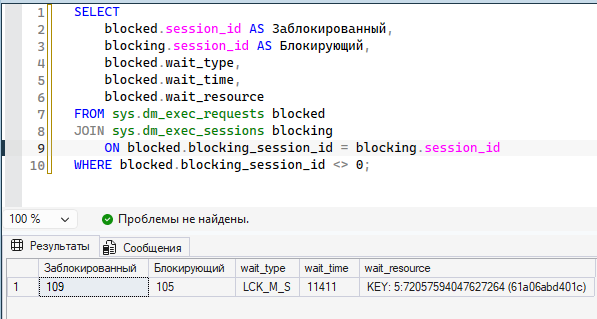 1 SELECT
2 blocked.session_id AS Заблокированный,
3 blocking.session_id AS Блокирующий,
4 blocked.wait_type,
5 blocked.wait_time,
6 blocked.wait_resource
7 FROM sys.dm_exec_requests blocked
8 JOIN sys.dm_exec_sessions blocking
9 ON blocked.blocking_session_id = blocking.session_id
10 WHERE blocked.blocking_session_id <> 0;
100 % Проблемы не найдены.
Результаты Сообщения
Заблокированный Блокирующий wait_type wait_time wait_resource
1 109 105 LCK_M_S 11411 KEY: 5:72057594047627264 (61a06abd401c)